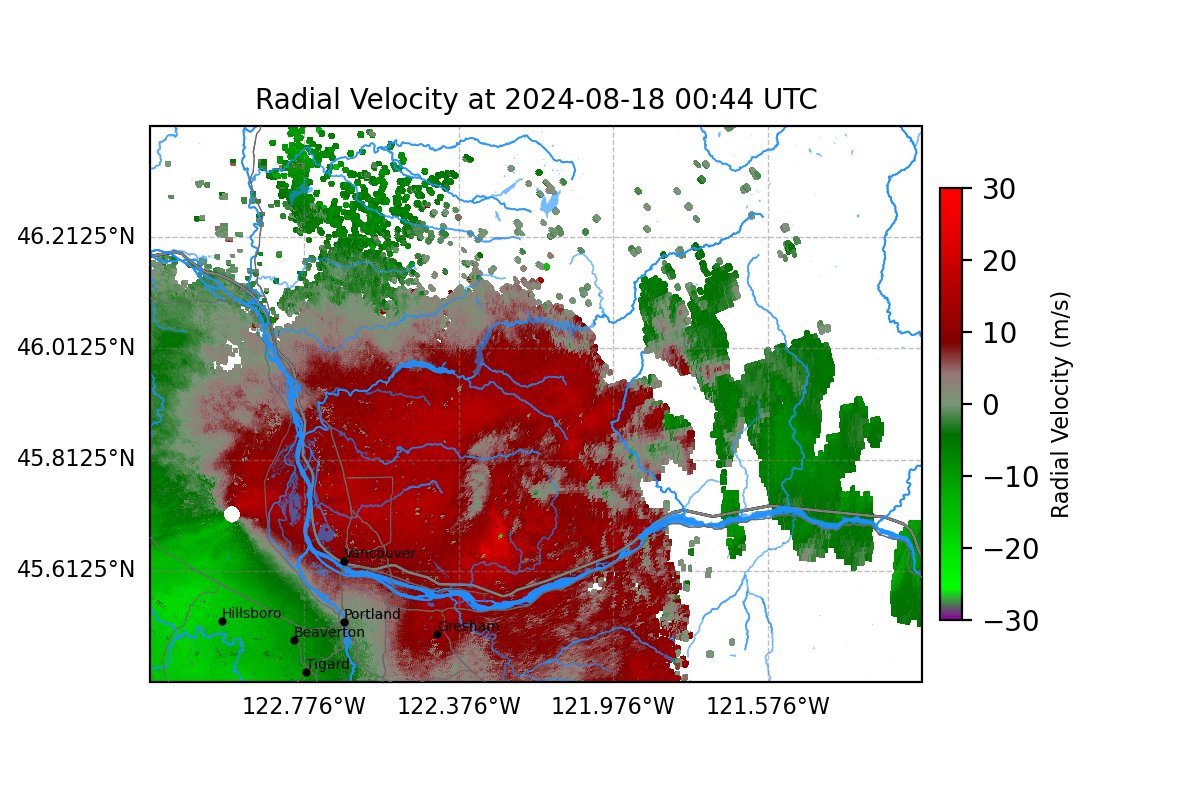 Radial Velocity at 2024-08-18 00:44 UTC
46.2125°N
46.0125°N
45.8125°N
45.6125°N
Vancouver
Hillsboro
Portland
Beaverton
Gresham
Tigard
122.776°W
122.376°W
121.976°W
121.576°W
30
20
10
0
−10
−20
−30
Radial Velocity (m/s)